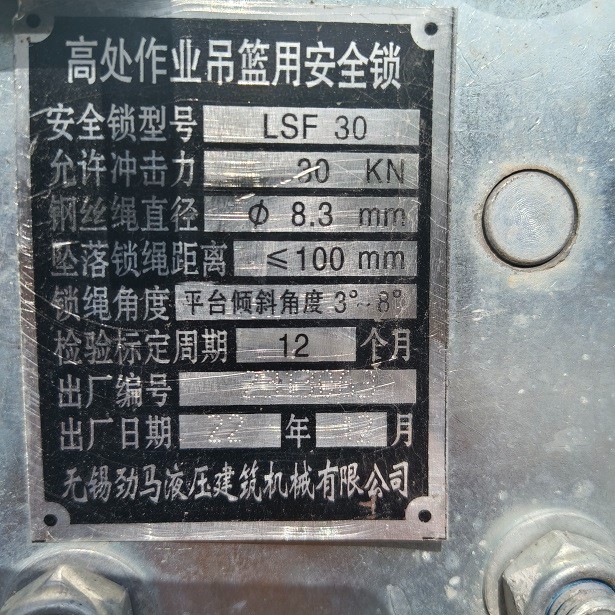 高处作业吊篮用安全锁
安全锁型号 LSF 30
允许冲击力 30 KN
钢丝绳直径 Φ 8.3 mm
坠落锁绳距离 ≤100 mm
锁绳角度 平台倾斜角度 3°~8°
检验标定周期 12 个月
出厂编号
出厂日期 22 年 月
无锡劲马液压建筑机械有限公司